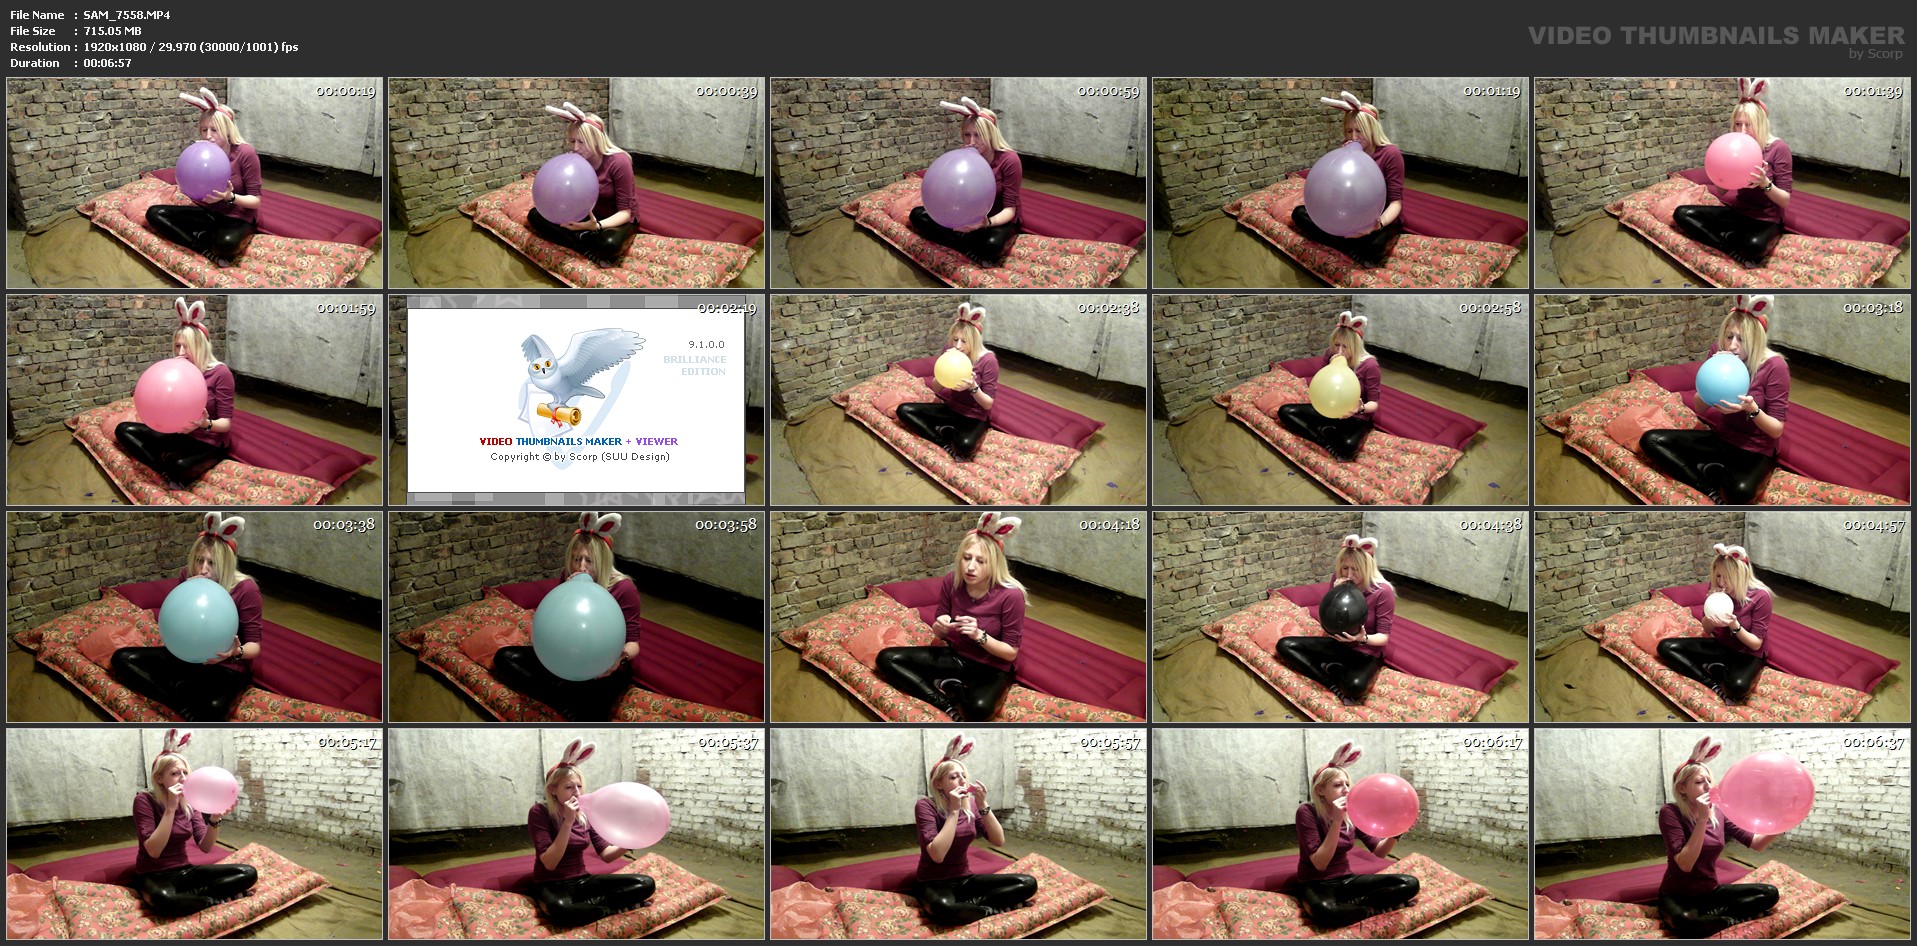 File Name : SAM_7558.MP4
File Size : 715.05 MB
Resolution : 1920x1080 / 29.970 (30000/1001) fps
Duration : 00:06:57
VIDEO THUMBNAILS MAKER
by Scorp
00:00:19
00:00:39
00:00:59
00:01:19
00:01:39
00:01:59
00:02:19
9.1.0.0
BRILLIANCE
EDITION
VIDEO THUMBNAILS MAKER + VIEWER
Copyright © by Scorp (SUU Design)
00:02:38
00:02:58
00:03:18
00:03:38
00:03:58
00:04:18
00:04:38
00:04:57
00:05:17
00:05:37
00:05:57
00:06:17
00:06:37